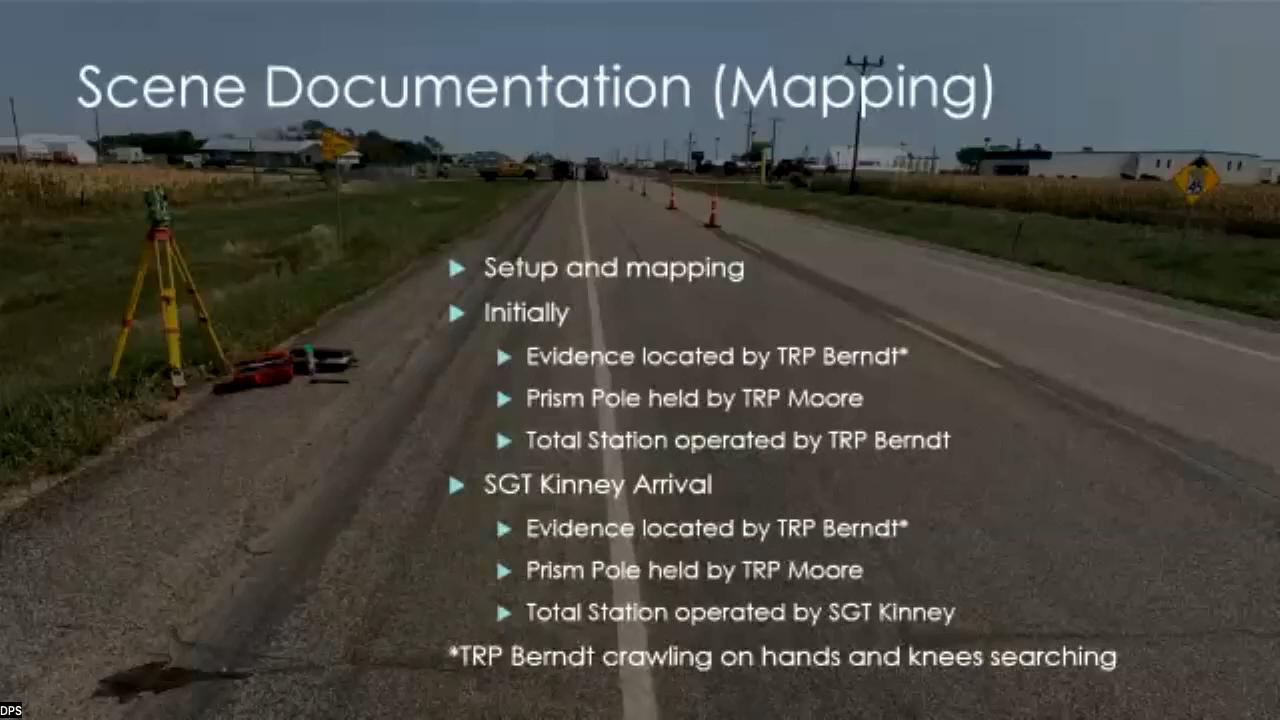 Scene Documentation (Mapping)
45
Setup and mapping
Initially
Evidence located by TRP Berndt*
Prism Pole held by TRP Moore
Total Station operated by TRP Berndt
SGT Kinney Arrival
Evidence located by TRP Berndt*
Prism Pole held by TRP Moore
Total Station operated by SGT Kinney
*TRP Berndt crawling on hands and knees searching
DPS